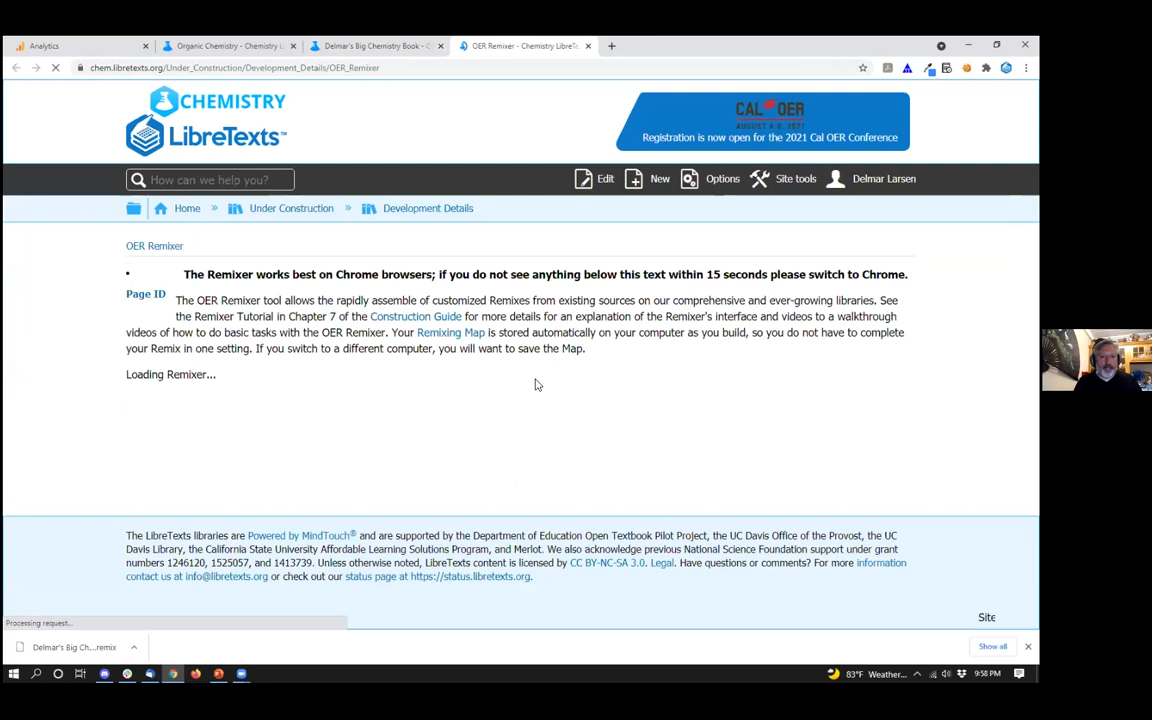 Analytics
Organic Chemistry - Chemistry L
Delmar's Big Chemistry Book - C
OER Remixer - Chemistry LibreTe
chem.libretexts.org/Under_Construction/Development_Details/OER_Remixer
CHEMISTRY
LibreTexts™
CAL OER
AUGUST 4-6, 2021
Registration is now open for the 2021 Cal OER Conference
How can we help you?
Edit
New
Options
Site tools
Delmar Larsen
Home » Under Construction » Development Details
OER Remixer
• The Remixer works best on Chrome browsers; if you do not see anything below this text within 15 seconds please switch to Chrome.
Page ID
The OER Remixer tool allows the rapidly assemble of customized Remixes from existing sources on our comprehensive and ever-growing libraries. See
the Remixer Tutorial in Chapter 7 of the Construction Guide for more details for an explanation of the Remixer's interface and videos to a walkthrough
videos of how to do basic tasks with the OER Remixer. Your Remixing Map is stored automatically on your computer as you build, so you do not have to complete
your Remix in one setting. If you switch to a different computer, you will want to save the Map.
Loading Remixer...
The LibreTexts libraries are Powered by MindTouch® and are supported by the Department of Education Open Textbook Pilot Project, the UC Davis Office of the Provost, the UC
Davis Library, the California State University Affordable Learning Solutions Program, and Merlot. We also acknowledge previous National Science Foundation support under grant
numbers 1246120, 1525057, and 1413739. Unless otherwise noted, LibreTexts content is licensed by CC BY-NC-SA 3.0. Legal. Have questions or comments? For more information
contact us at info@libretexts.org or check out our status page at https://status.libretexts.org.
Site
Processing request...
Delmar's Big Ch....remix
Show all
83°F Weather...
9:58 PM